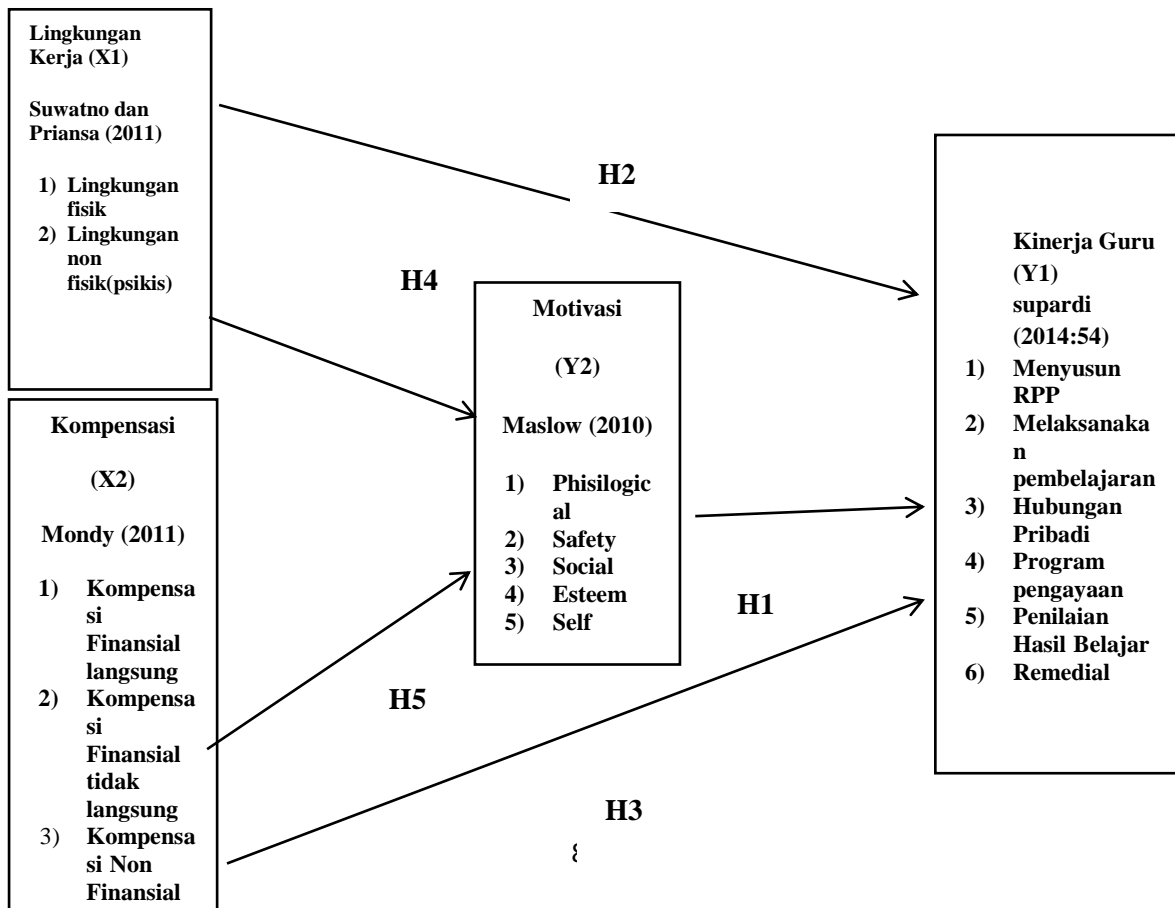 Lingkungan
Kerja (X1)
Suwatno dan
Priansa (2011)
1) Lingkungan
fisik
2) Lingkungan
non
fisik(psikis)
Kompensasi
(X2)
Mondy (2011)
1) Kompensa
si
Finansial
langsung
2) Kompensa
si
Finansial
tidak
langsung
3) Kompensa
si Non
Finansial
H2
H4
Motivasi
(Y2)
Maslow (2010)
1) Phisilogic
al
2) Safety
3) Social
4) Esteem
5) Self
H1
H5
H3
Kinerja Guru
(Y1)
supardi
(2014:54)
1) Menyusun
RPP
2) Melaksanaka
n
pembelajaran
3) Hubungan
Pribadi
4) Program
pengayaan
5) Penilaian
Hasil Belajar
6) Remedial